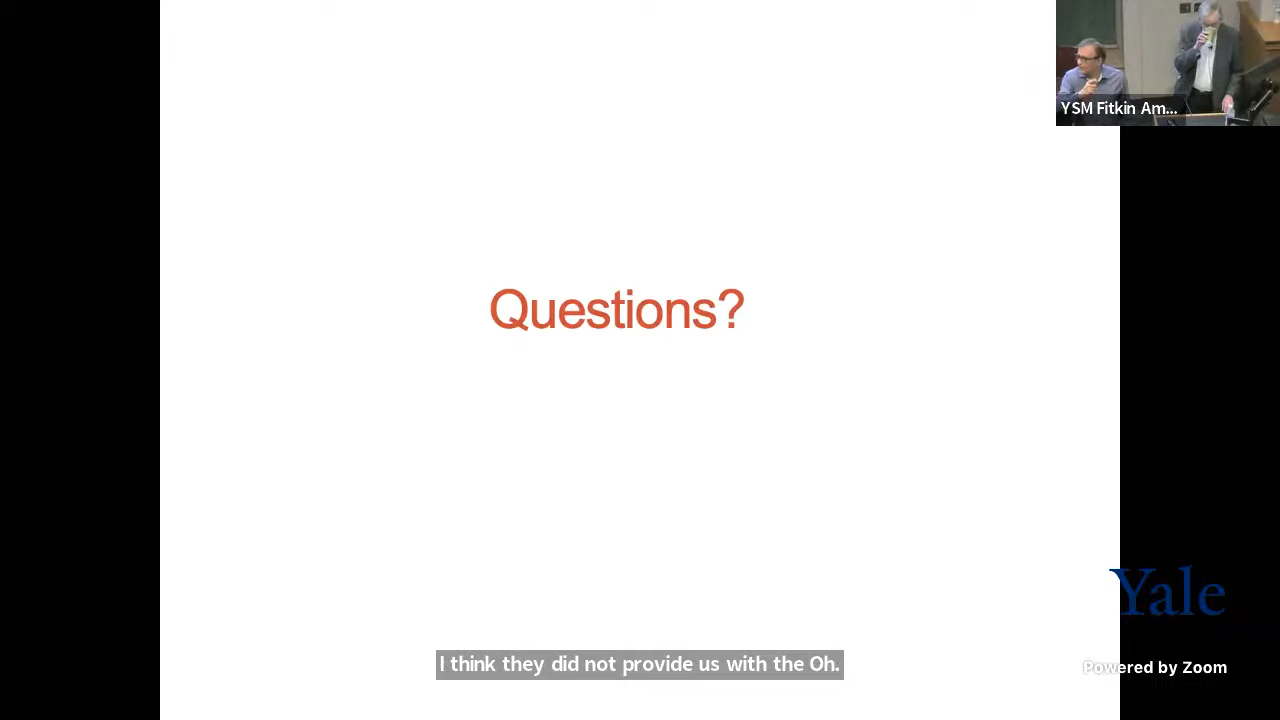 YSM Fitkin Am...
Questions?
Yale
I think they did not provide us with the Oh.
Powered by Zoom